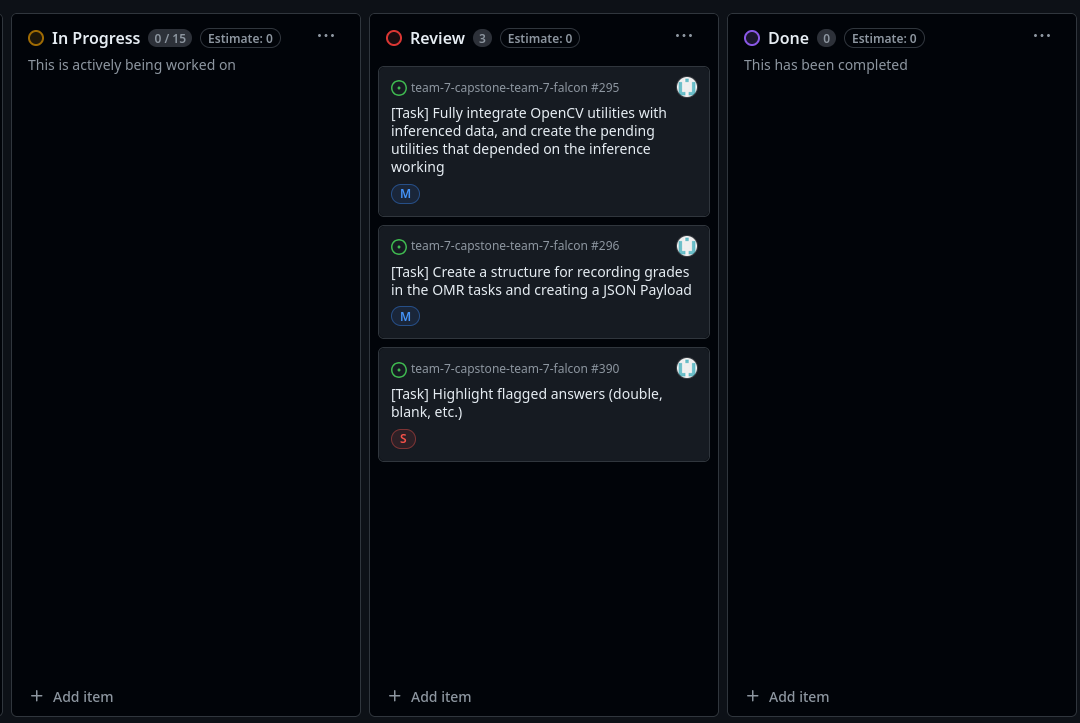 In Progress 0 / 15 Estimate: 0 ...
This is actively being worked on
+ Add item
Review 3 Estimate: 0 ...
team-7-capstone-team-7-falcon #295
[Task] Fully integrate OpenCV utilities with
inferenced data, and create the pending
utilities that depended on the inference
working
M
team-7-capstone-team-7-falcon #296
[Task] Create a structure for recording grades
in the OMR tasks and creating a JSON Payload
M
team-7-capstone-team-7-falcon #390
[Task] Highlight flagged answers (double,
blank, etc.)
S
+ Add item
Done 0 Estimate: 0 ...
This has been completed
+ Add item